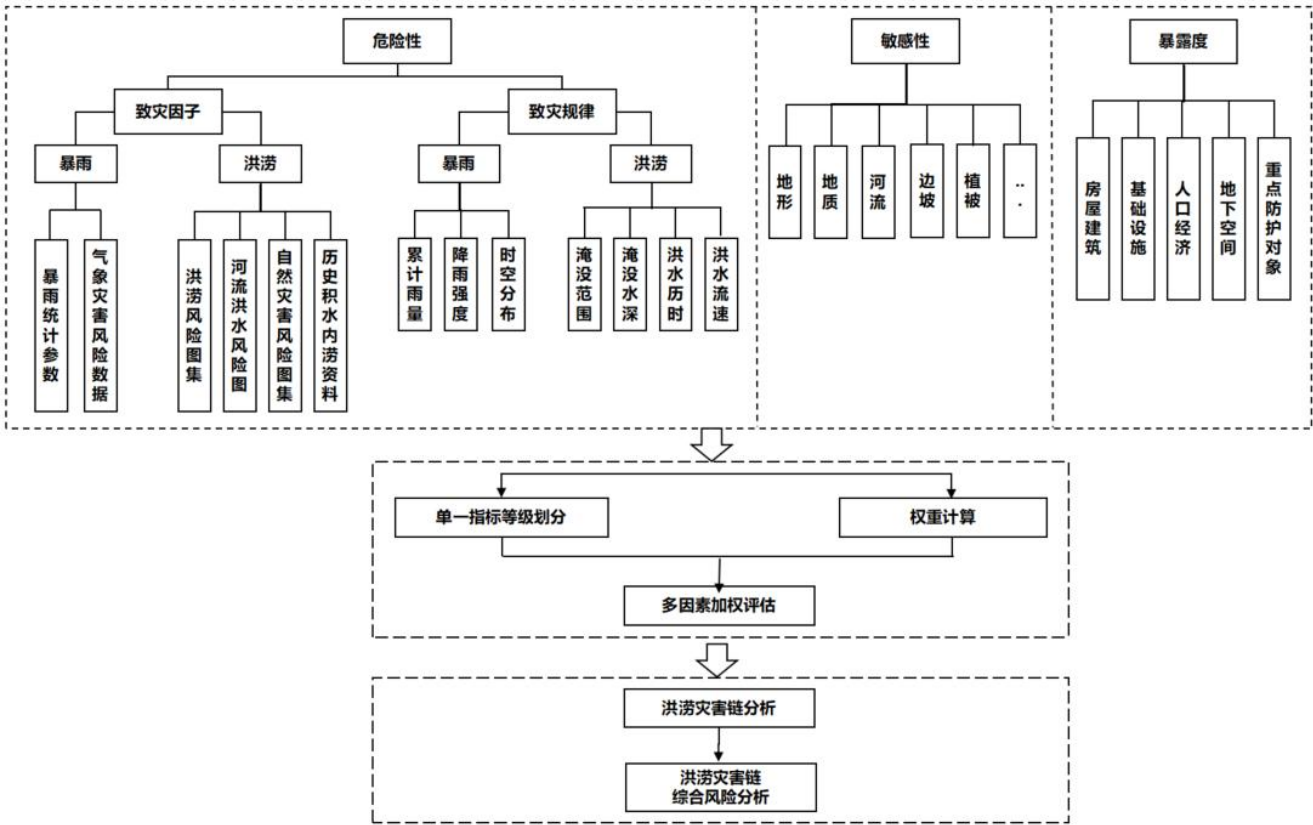 危险性
敏感性
暴露度
致灾因子
致灾规律
暴雨
洪涝
暴雨
洪涝
暴雨统计参数
气象灾害风险数据
洪涝风险图集
河流洪水风险图
自然灾害风险图集
历史积水内涝资料
累计雨量
降雨强度
时空分布
淹没范围
淹没水深
洪水历时
洪水流速
地形
地质
河流
边坡
植被
...
房屋建筑
基础设施
人口经济
地下空间
重点防护对象
单一指标等级划分
权重计算
多因素加权评估
洪涝灾害链分析
洪涝灾害链
综合风险分析